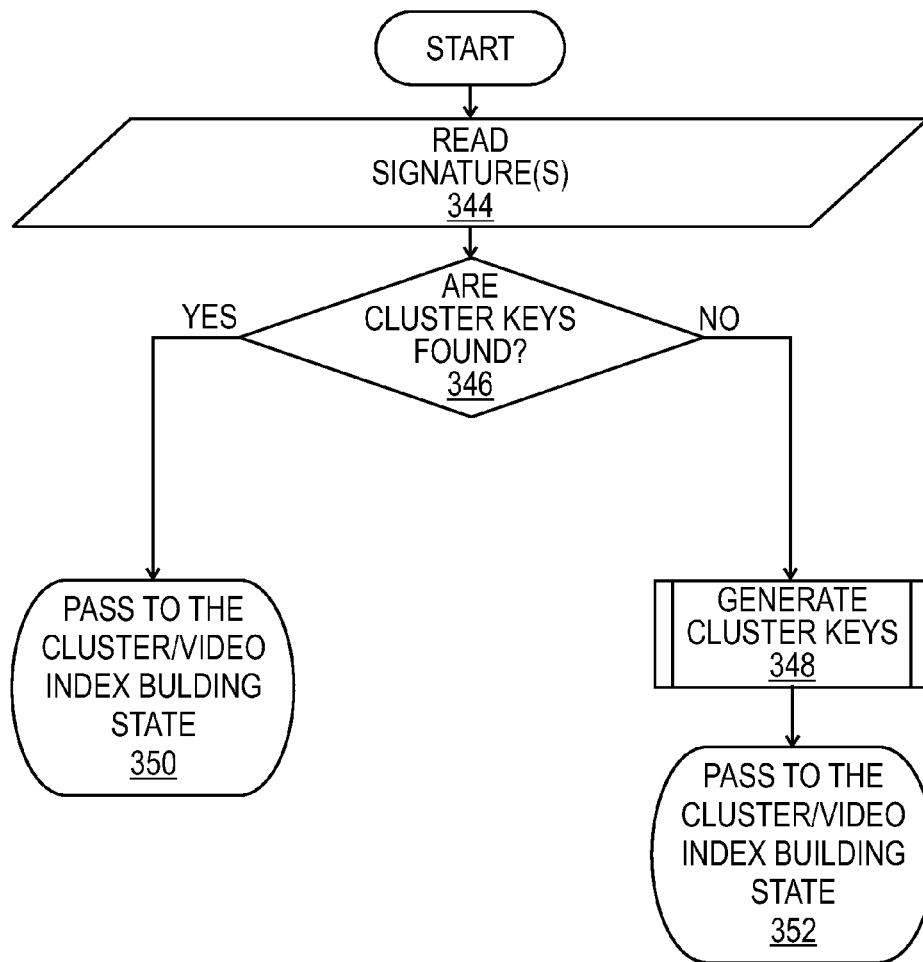 START
READ
SIGNATURE(S)
344
ARE
CLUSTER KEYS
FOUND?
346
YES
NO
PASS TO THE
CLUSTER/VIDEO
INDEX BULDING
STATE
350
GENERATE
CLUSTER KEYS
348
PASS TO THE
CLUSTER/VIDEO
INDEX BUILDING
STATE
352